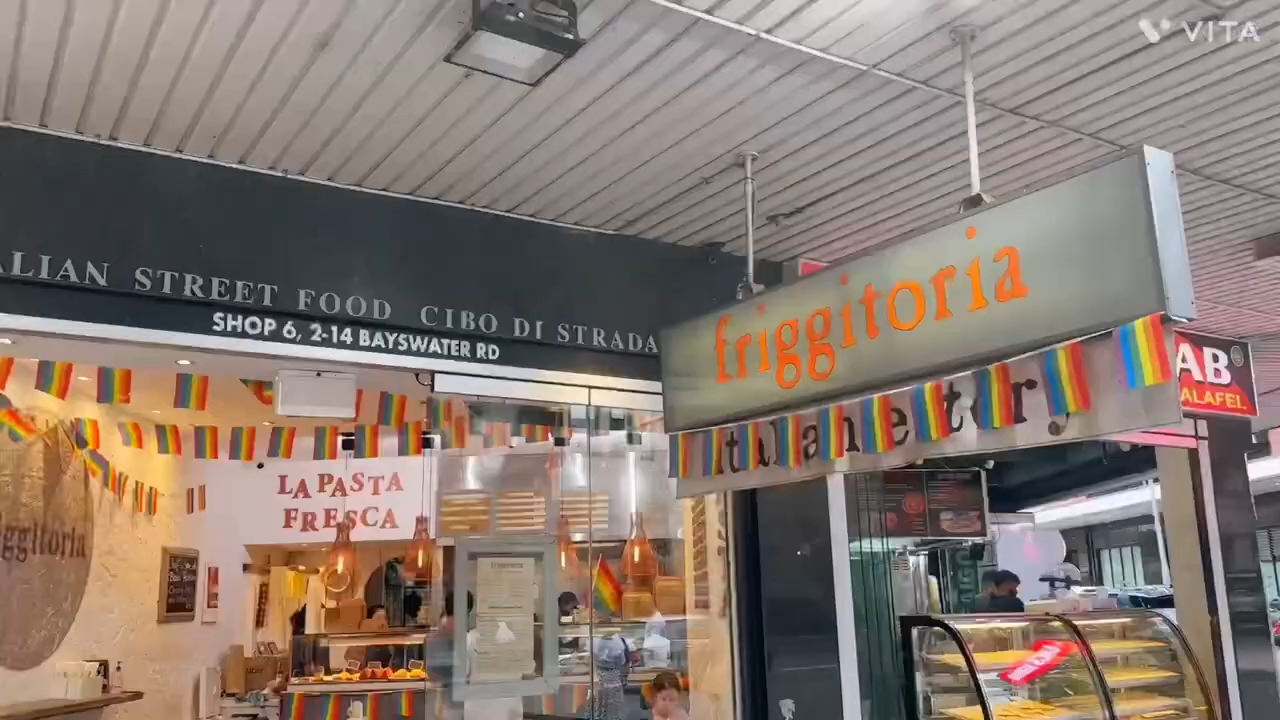 VITA
ALIAN STREET FOOD CIBO DI STRADA
SHOP 6, 2-14 BAYSWATER RD
friggitoria
AB
ALAFEL.
LA PASTA
FRESCA
ggitoria